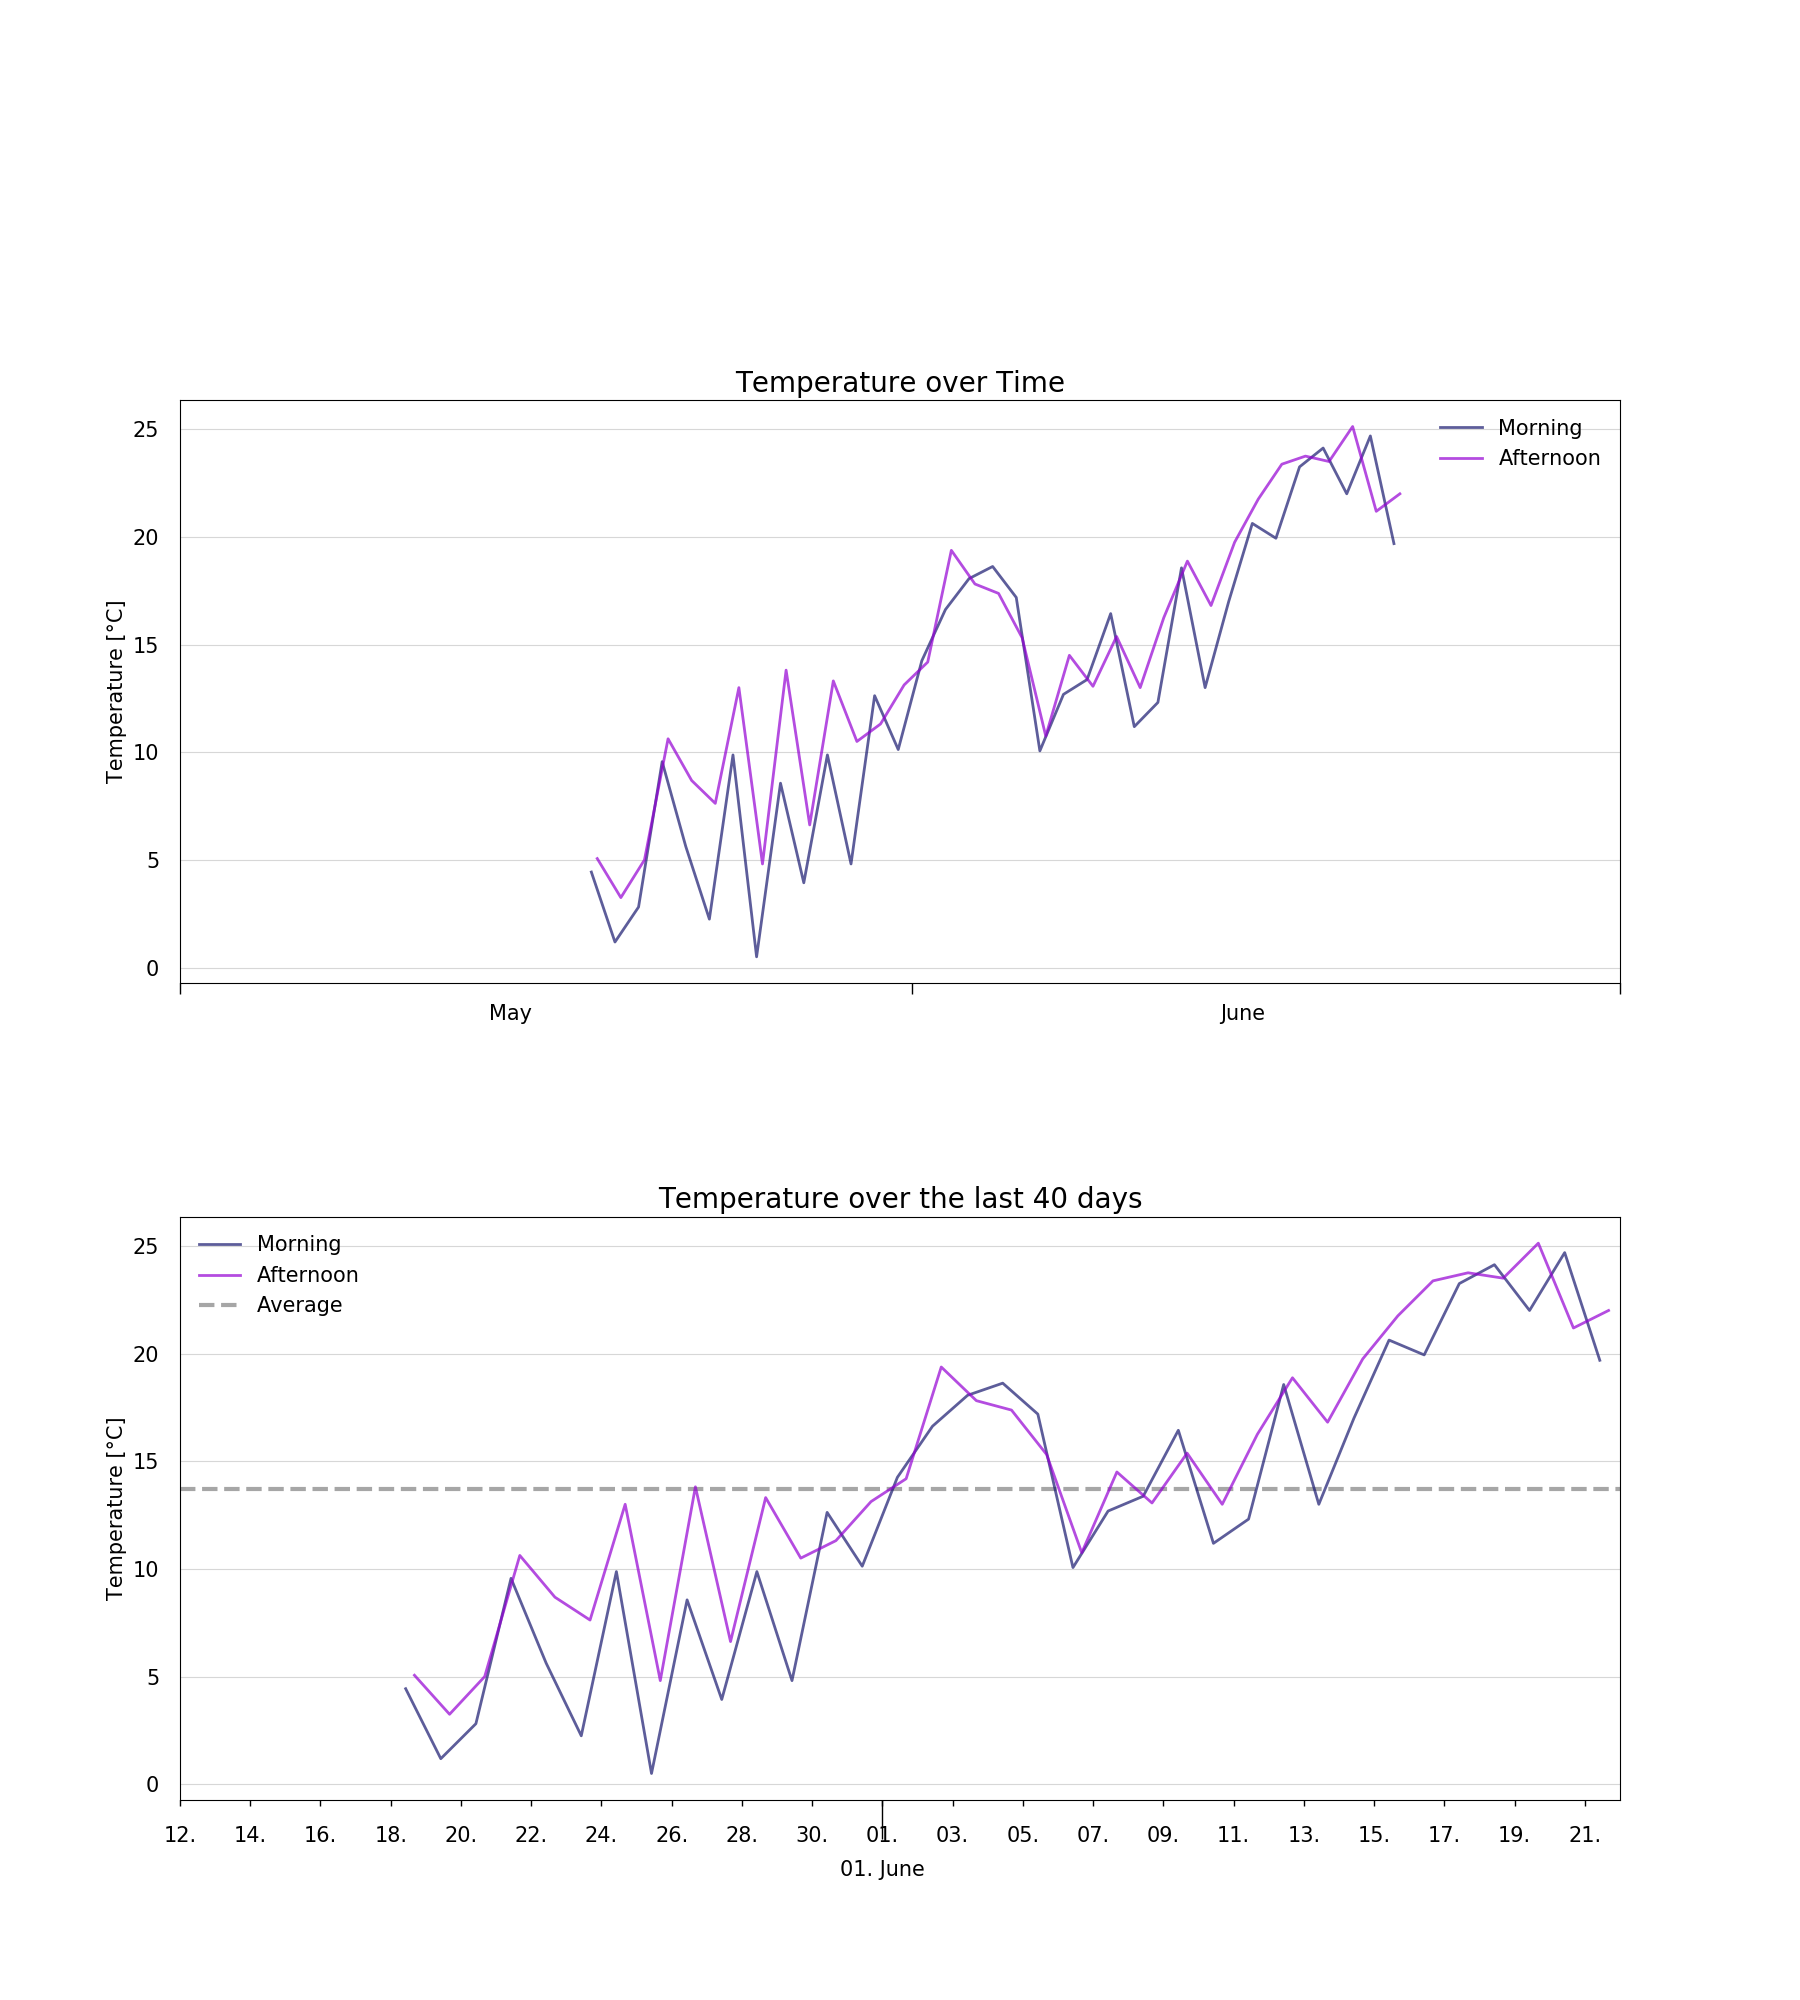 Temperature over Time
Temperature [°C]
25
20
15
10
5
0
Morning
Afternoon
May June
Temperature over the last 40 days
Temperature [°C]
25
20
15
10
5
0
Morning
Afternoon
Average
12. 14. 16. 18. 20. 22. 24. 26. 28. 30. 01. 03. 05. 07. 09. 11. 13. 15. 17. 19. 21.
01. June